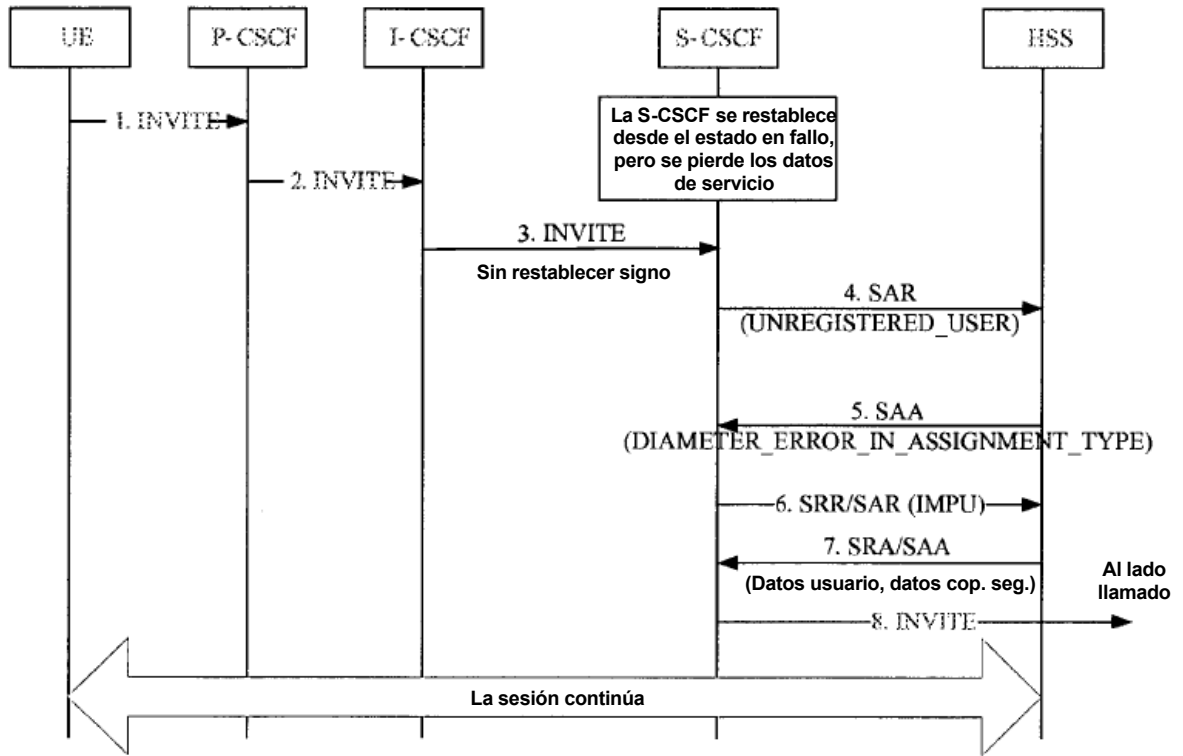 UE
P-CSCF
I-CSCF
S-CSCF
HSS
La S-CSCF se restablece
desde el estado en fallo,
pero se pierde los datos
de servicio
1. INVITE
2. INVITE
3. INVITE
Sin restablecer signo
4. SAR
(UNREGISTERED_USER)
5. SAA
(DIAMETER_ERROR_IN_ASSIGNMENT_TYPE)
6. SRR/SAR (IMPU)
7. SRA/SAA
(Datos usuario, datos cop. seg.)
Al lado
llamado
8. INVITE
La sesión continúa